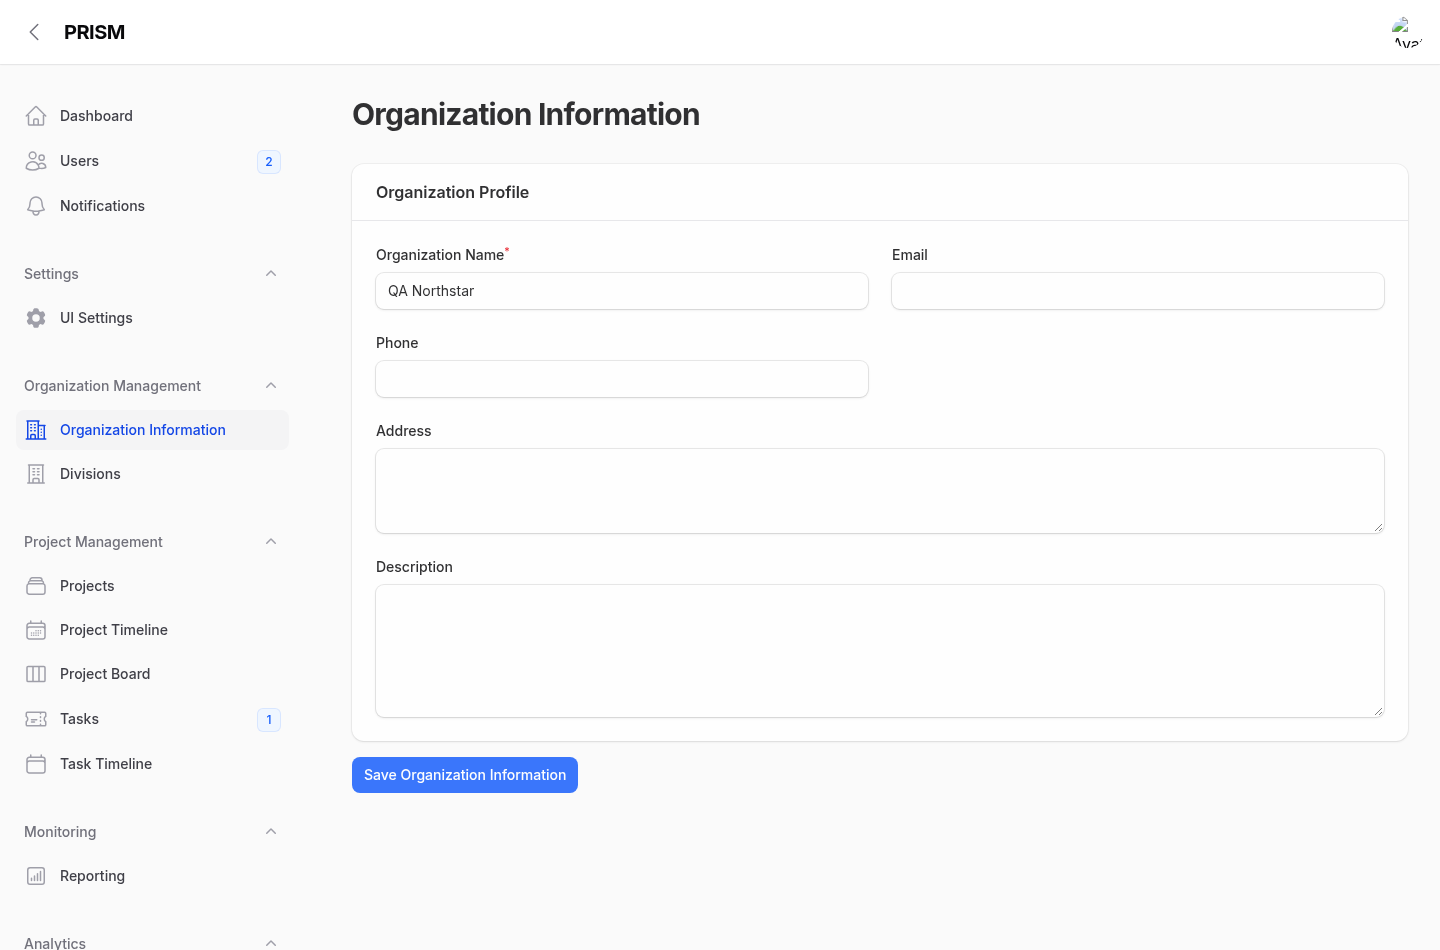 PRISM
Ava
Dashboard
Users
2
Notifications
Settings
UI Settings
Organization Management
Organization Information
Divisions
Project Management
Projects
Project Timeline
Project Board
Tasks
1
Task Timeline
Monitoring
Reporting
Analytics
Organization Information
Organization Profile
Organization Name*
QA Northstar
Email
Phone
Address
Description
Save Organization Information